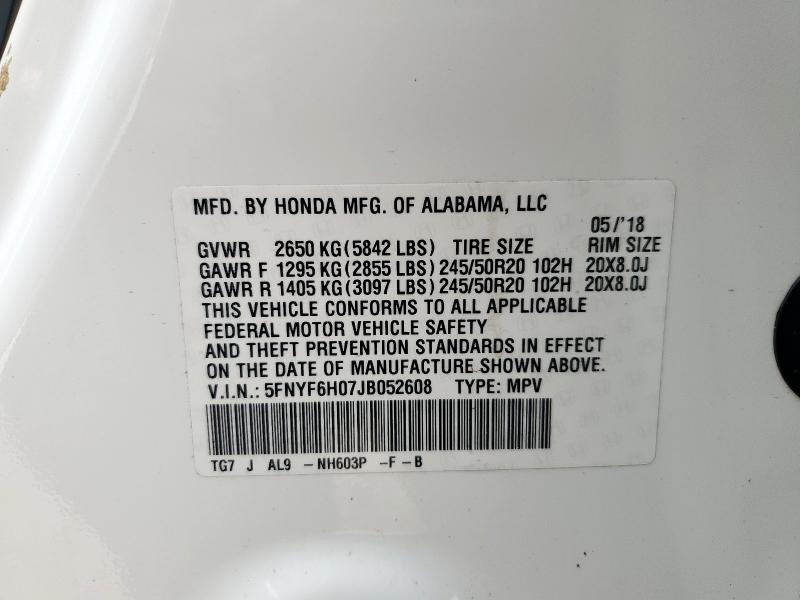 MFD. BY HONDA MFG. OF ALABAMA, LLC
05/'18
GVWR 2650 KG(5842 LBS) TIRE SIZE RIM SIZE
GAWR F 1295 KG(2855 LBS)245/50R20 102H 20X8.0J
GAWR R 1405 KG(3097 LBS)245/50R20 102H 20X8.0J
THIS VEHICLE CONFORMS TO ALL APPLICABLE
FEDERAL MOTOR VEHICLE SAFETY
AND THEFT PREVENTION STANDARDS IN EFFECT
ON THE DATE OF MANUFACTURE SHOWN ABOVE.
V.I.N.: 5FNYF6H07JB052608 TYPE: MPV
TG7 J AL9 -NH603P -F -B